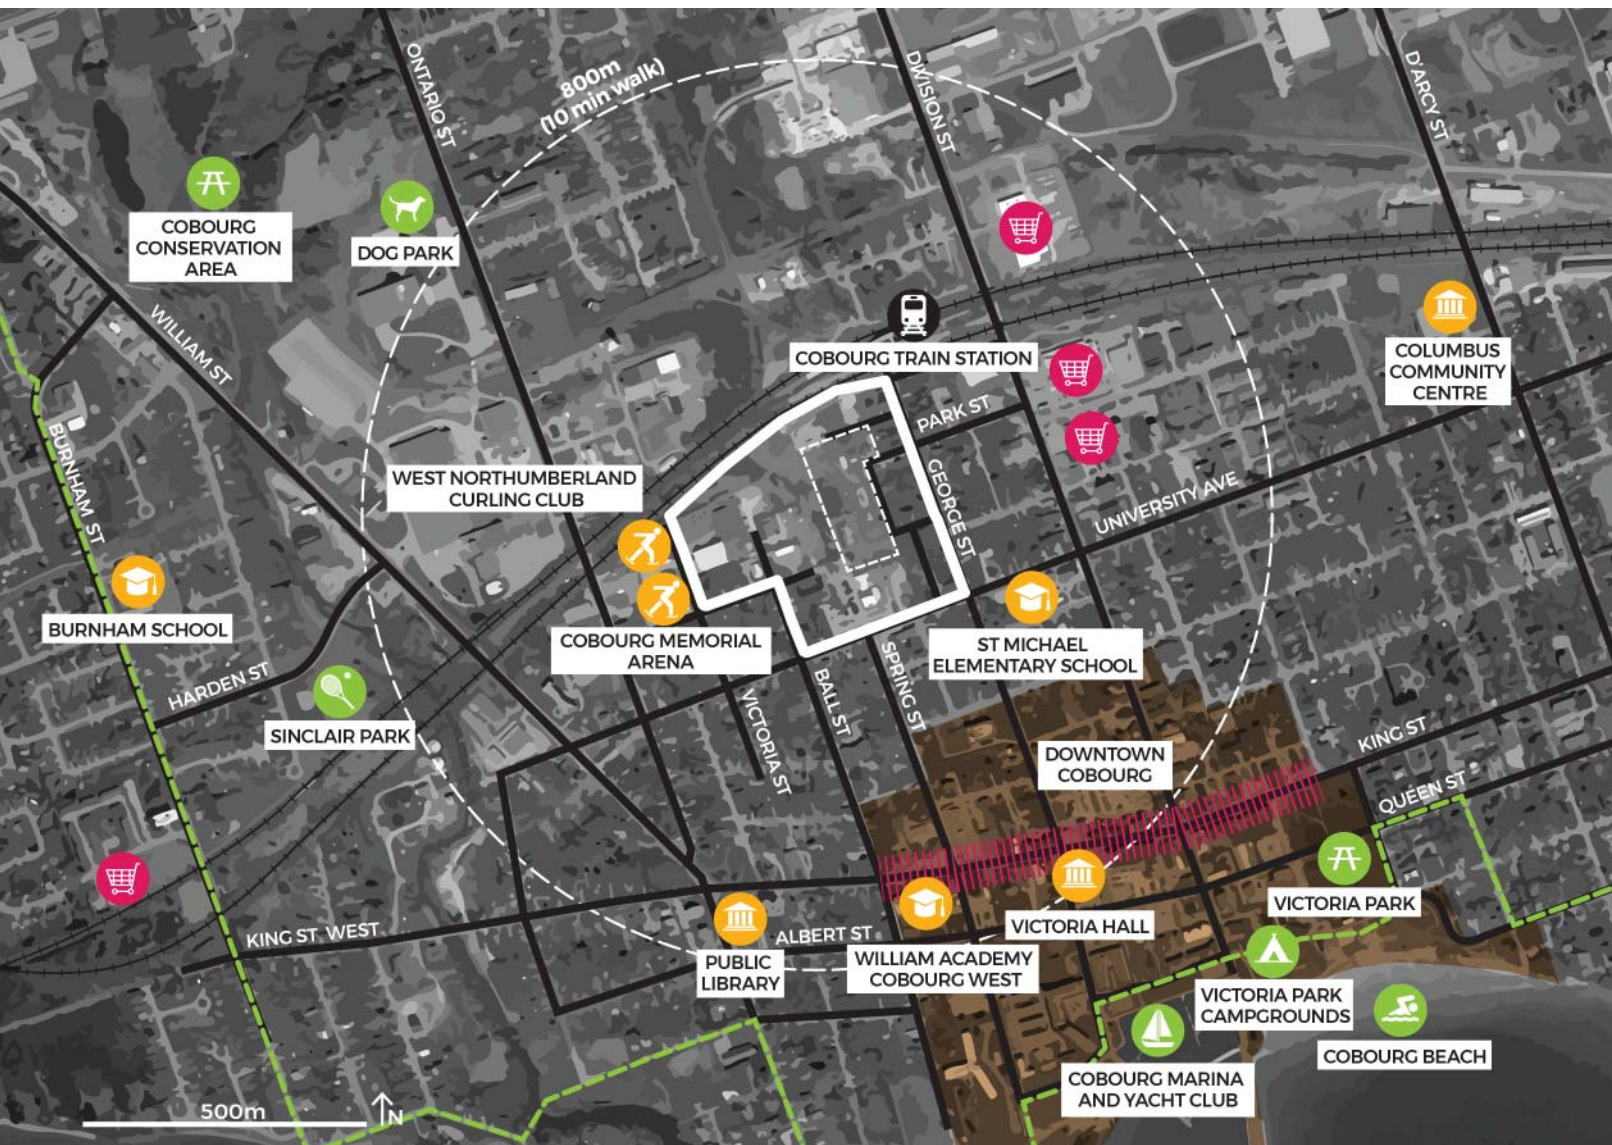 ONTARIO ST
800m
(10 min walk)
DIVISION ST
D'ARCY ST
COBOURG
CONSERVATION
AREA
DOG PARK
WILLIAM ST
COBOURG TRAIN STATION
COLUMBUS
COMMUNITY
CENTRE
PARK ST
BURNHAM ST
WEST NORTHUMBERLAND
CURLING CLUB
GEORGE ST
UNIVERSITY AVE
BURNHAM SCHOOL
COBOURG MEMORIAL
ARENA
ST MICHAEL
ELEMENTARY SCHOOL
HARDEN ST
SINCLAIR PARK
VICTORIA ST
BALL ST
SPRING ST
DOWNTOWN
COBOURG
KING ST
QUEEN ST
VICTORIA PARK
KING ST WEST
ALBERT ST
VICTORIA HALL
PUBLIC
LIBRARY
WILLIAM ACADEMY
COBOURG WEST
VICTORIA PARK
CAMPGROUNDS
COBOURG BEACH
COBOURG MARINA
AND YACHT CLUB
500m
N